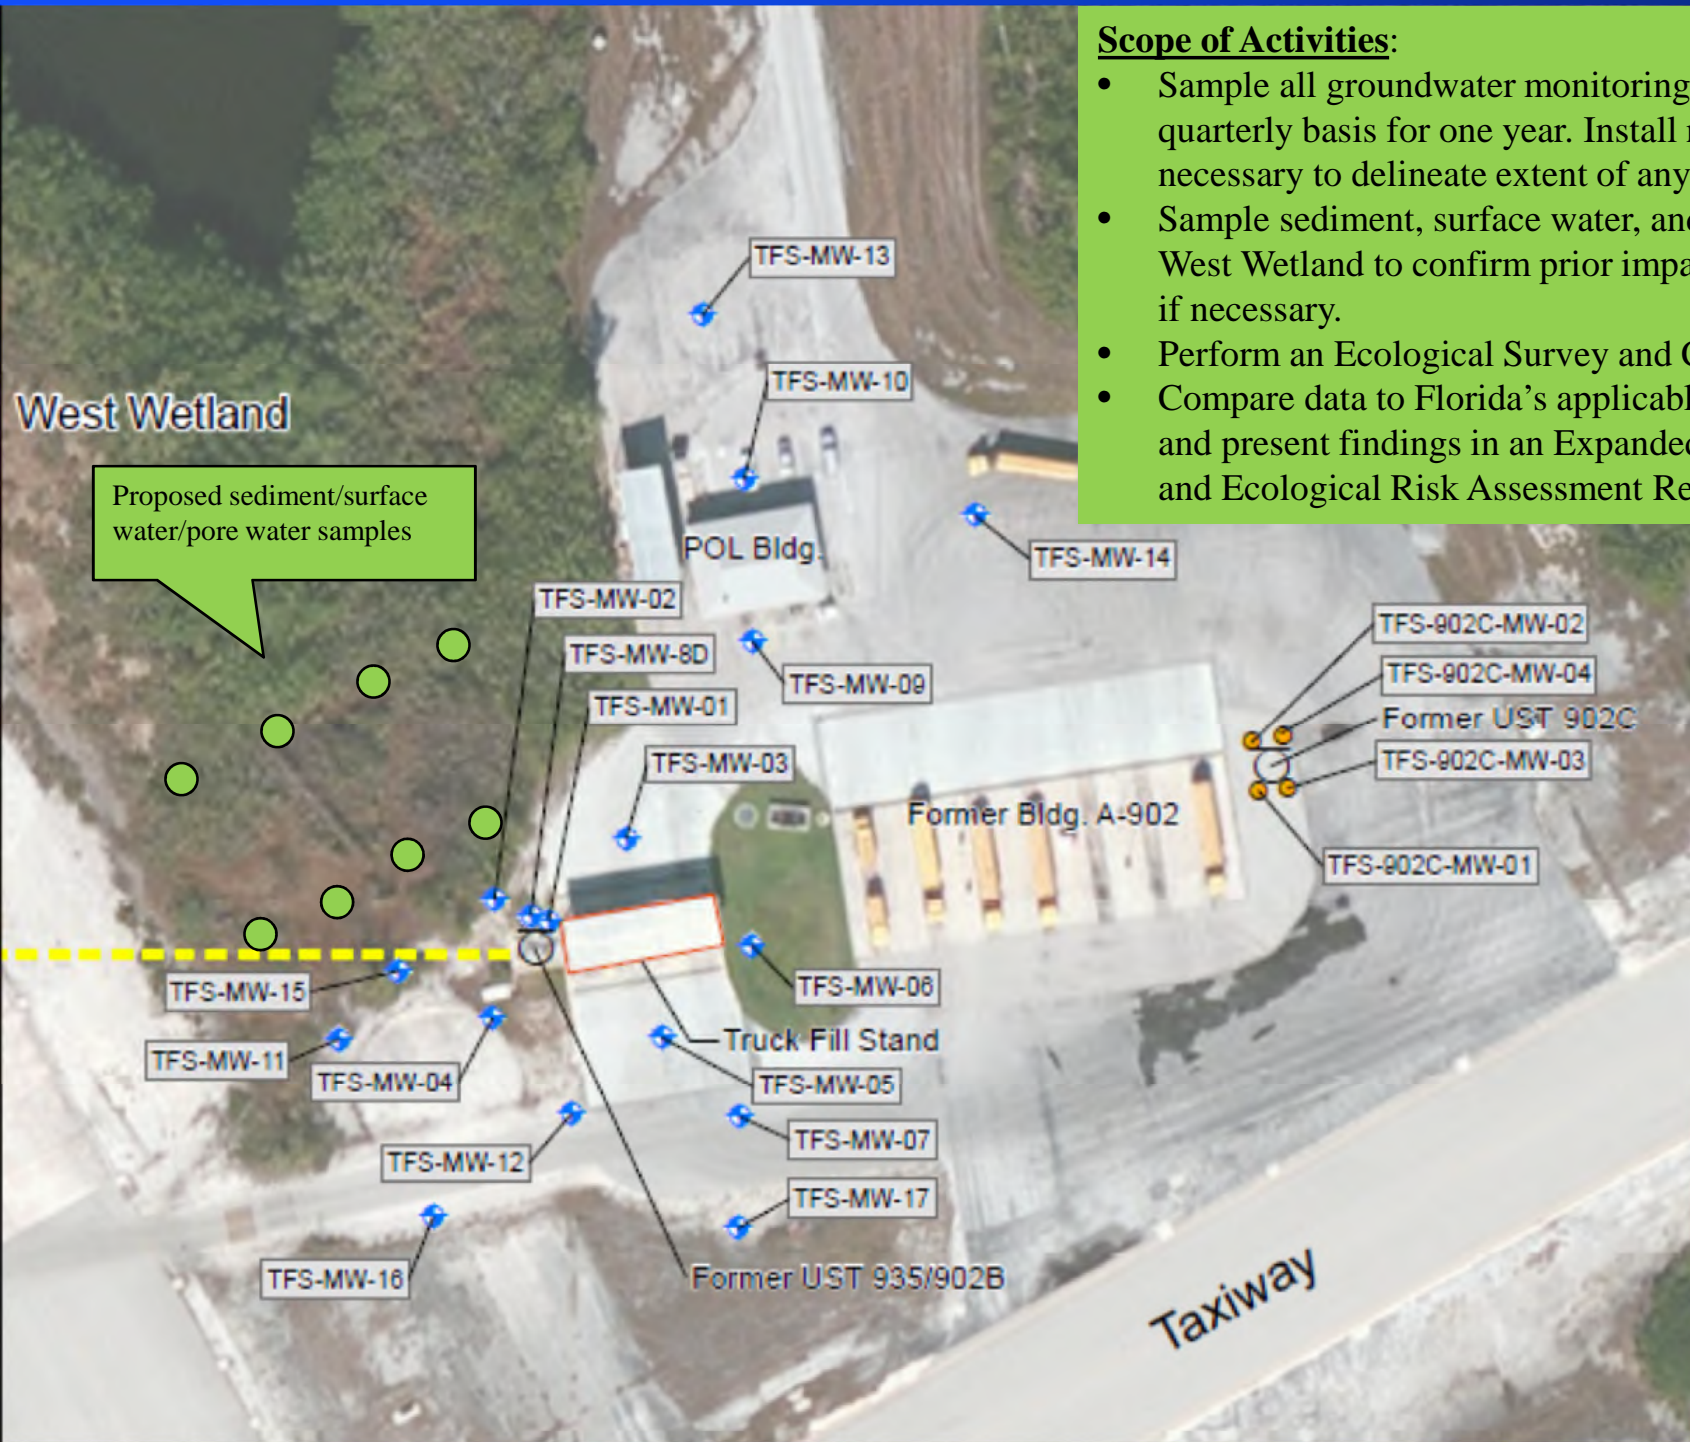 Scope of Activities:
• Sample all groundwater monitoring
quarterly basis for one year. Install
necessary to delineate extent of any
• Sample sediment, surface water,
West Wetland to confirm prior
if necessary.
• Perform an Ecological Survey and
• Compare data to Florida's
and present findings in an
and Ecological Risk Assessment
TFS-MW-13
TFS-MW-10
West Wetland
Proposed sediment/surface
water/pore water samples
POL Bldg.
TFS-MW-14
TFS-MW-02
TFS-MW-8D
TFS-MW-01
TFS-MW-09
TFS-MW-03
TFS-902C-MW-02
TFS-902C-MW-04
Former UST 902C
TFS-902C-MW-03
Former Bldg. A-902
TFS-902C-MW-01
TFS-MW-15
TFS-MW-06
TFS-MW-11
TFS-MW-04
Truck Fill Stand
TFS-MW-05
TFS-MW-12
TFS-MW-07
TFS-MW-17
TFS-MW-16
Former UST 935/902B
Taxiway